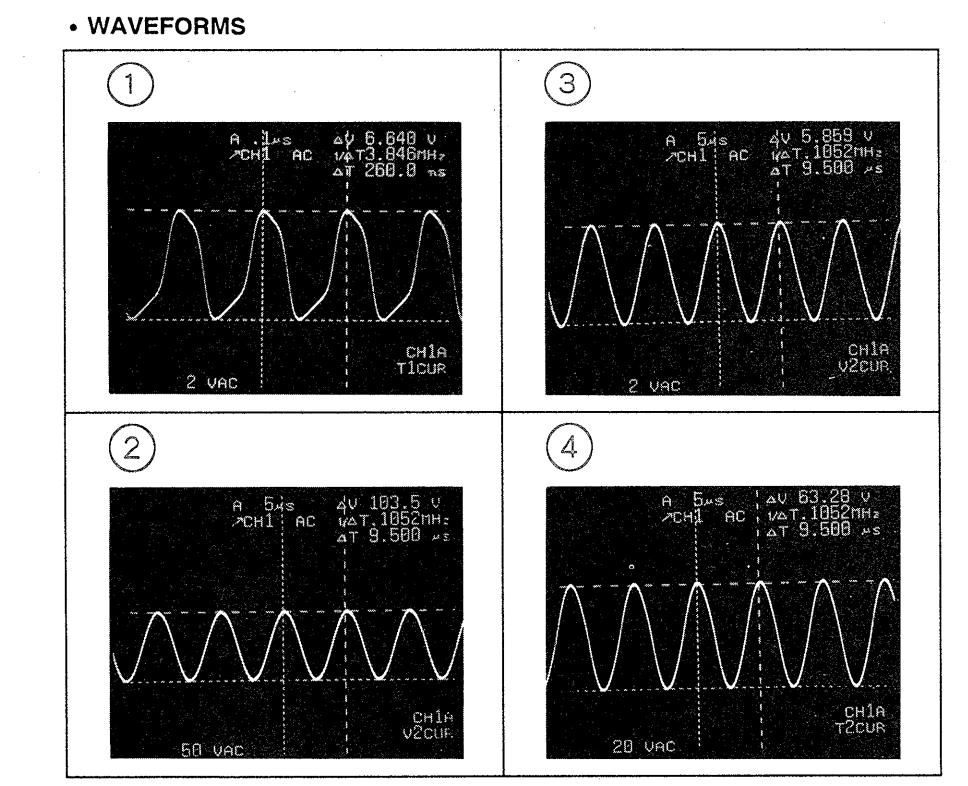 • WAVEFORMS
1
A .1μs ΔV 6.640 V
↗CH1 AC 1/ΔT3.846MHz
ΔT 260.0 ns
CH1A
T1CUR
2 VAC
3
A 5μs ΔV 5.859 V
↗CH1 AC 1/ΔT.1052MHz
ΔT 9.500 μs
CH1A
V2CUR
2 VAC
2
A 5μs ΔV 103.5 V
↗CH1 AC 1/ΔT.1052MHz
ΔT 9.500 μs
CH1A
V2CUR
50 VAC
4
A 5μs ΔV 63.28 V
↗CH1 AC 1/ΔT.1052MHz
ΔT 9.500 μs
CH1A
T2CUR
20 VAC